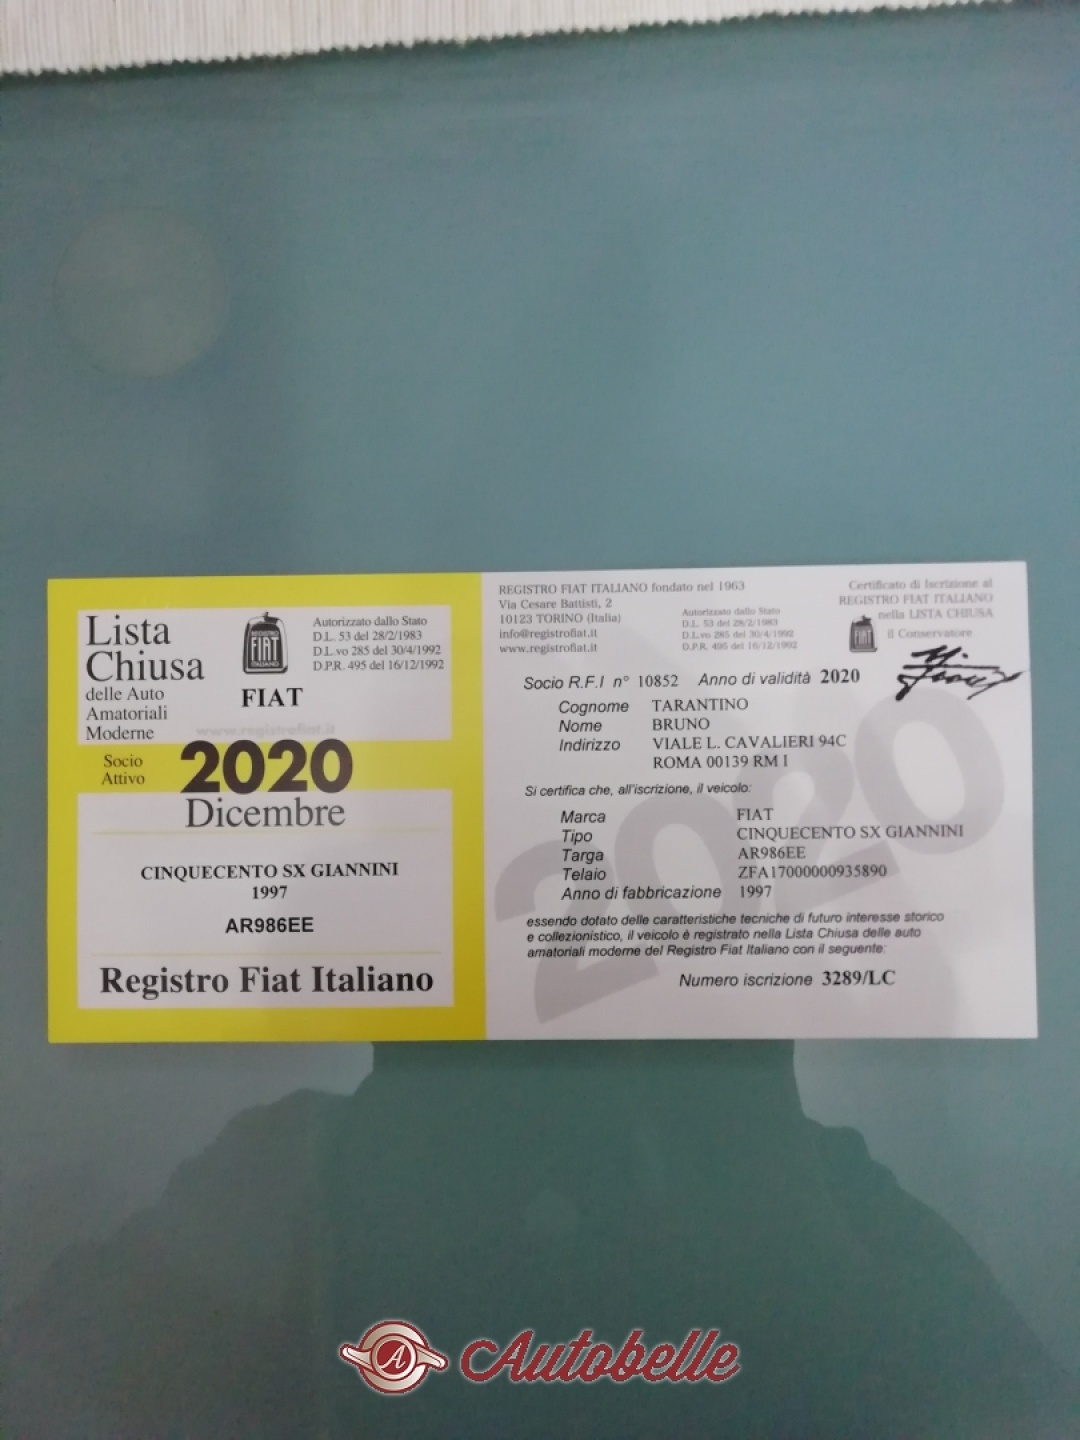 Lista
Chiusa
delle Auto
Amatoriali
Moderne
REGISTRO
FIAT
ITALIANO
FIAT
Autorizzato dallo Stato
D.L. 53 del 28/2/1983
D.L.vo 285 del 30/4/1992
D.P.R. 495 del 16/12/1992
www.registrofiat.it
Socio
Attivo
2020
Dicembre
CINQUECENTO SX GIANNINI
1997
AR986EE
Registro Fiat Italiano
REGISTRO FIAT ITALIANO fondato nel 1963
Via Cesare Battisti, 2
10123 TORINO (Italia)
info@registrofiat.it
www.registrofiat.it
Autorizzato dallo Stato
D.L. 53 del 28/2/1983
D.L.vo 285 del 30/4/1992
D.P.R. 495 del 16/12/1992
Certificato di Iscrizione al
REGISTRO FIAT ITALIANO
nella LISTA CHIUSA
FIAT
il Conservatore
Socio R.F.I n° 10852 Anno di validità 2020
Cognome TARANTINO
Nome BRUNO
Indirizzo VIALE L. CAVALIERI 94C
ROMA 00139 RM I
Si certifica che, all'iscrizione, il veicolo:
Marca FIAT
Tipo CINQUECENTO SX GIANNINI
Targa AR986EE
Telaio ZFA17000000935890
Anno di fabbricazione 1997
2020
essendo dotato delle caratteristiche tecniche di futuro interesse storico
e collezionistico, il veicolo è registrato nella Lista Chiusa delle auto
amatoriali moderne del Registro Fiat Italiano con il seguente:
Numero iscrizione 3289/LC
A Autobelle